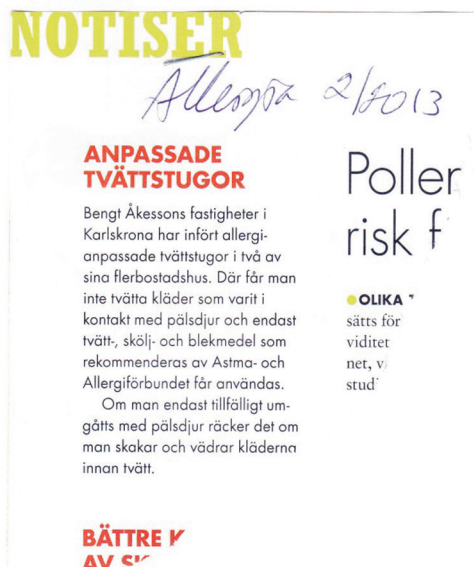 NOTISER
Allergia 2/2013
ANPASSADE
TVÄTTSTUGOR
Bengt Åkessons fastigheter i
Karlskrona har infört allergi-
anpassade tvättstugor i två av
sina flerbostadshus. Där får man
inte tvätta kläder som varit i
kontakt med pälsdjur och endast
tvätt-, skölj- och blekmedel som
rekommenderas av Astma- och
Allergiförbundet får användas.
Om man endast tillfälligt um-
gåtts med pälsdjur räcker det om
man skakar och vädrar kläderna
innan tvätt.
BÄTTRE
AV
Poller
risk f
OLIKA
sätts för
viditet
net, v
stud